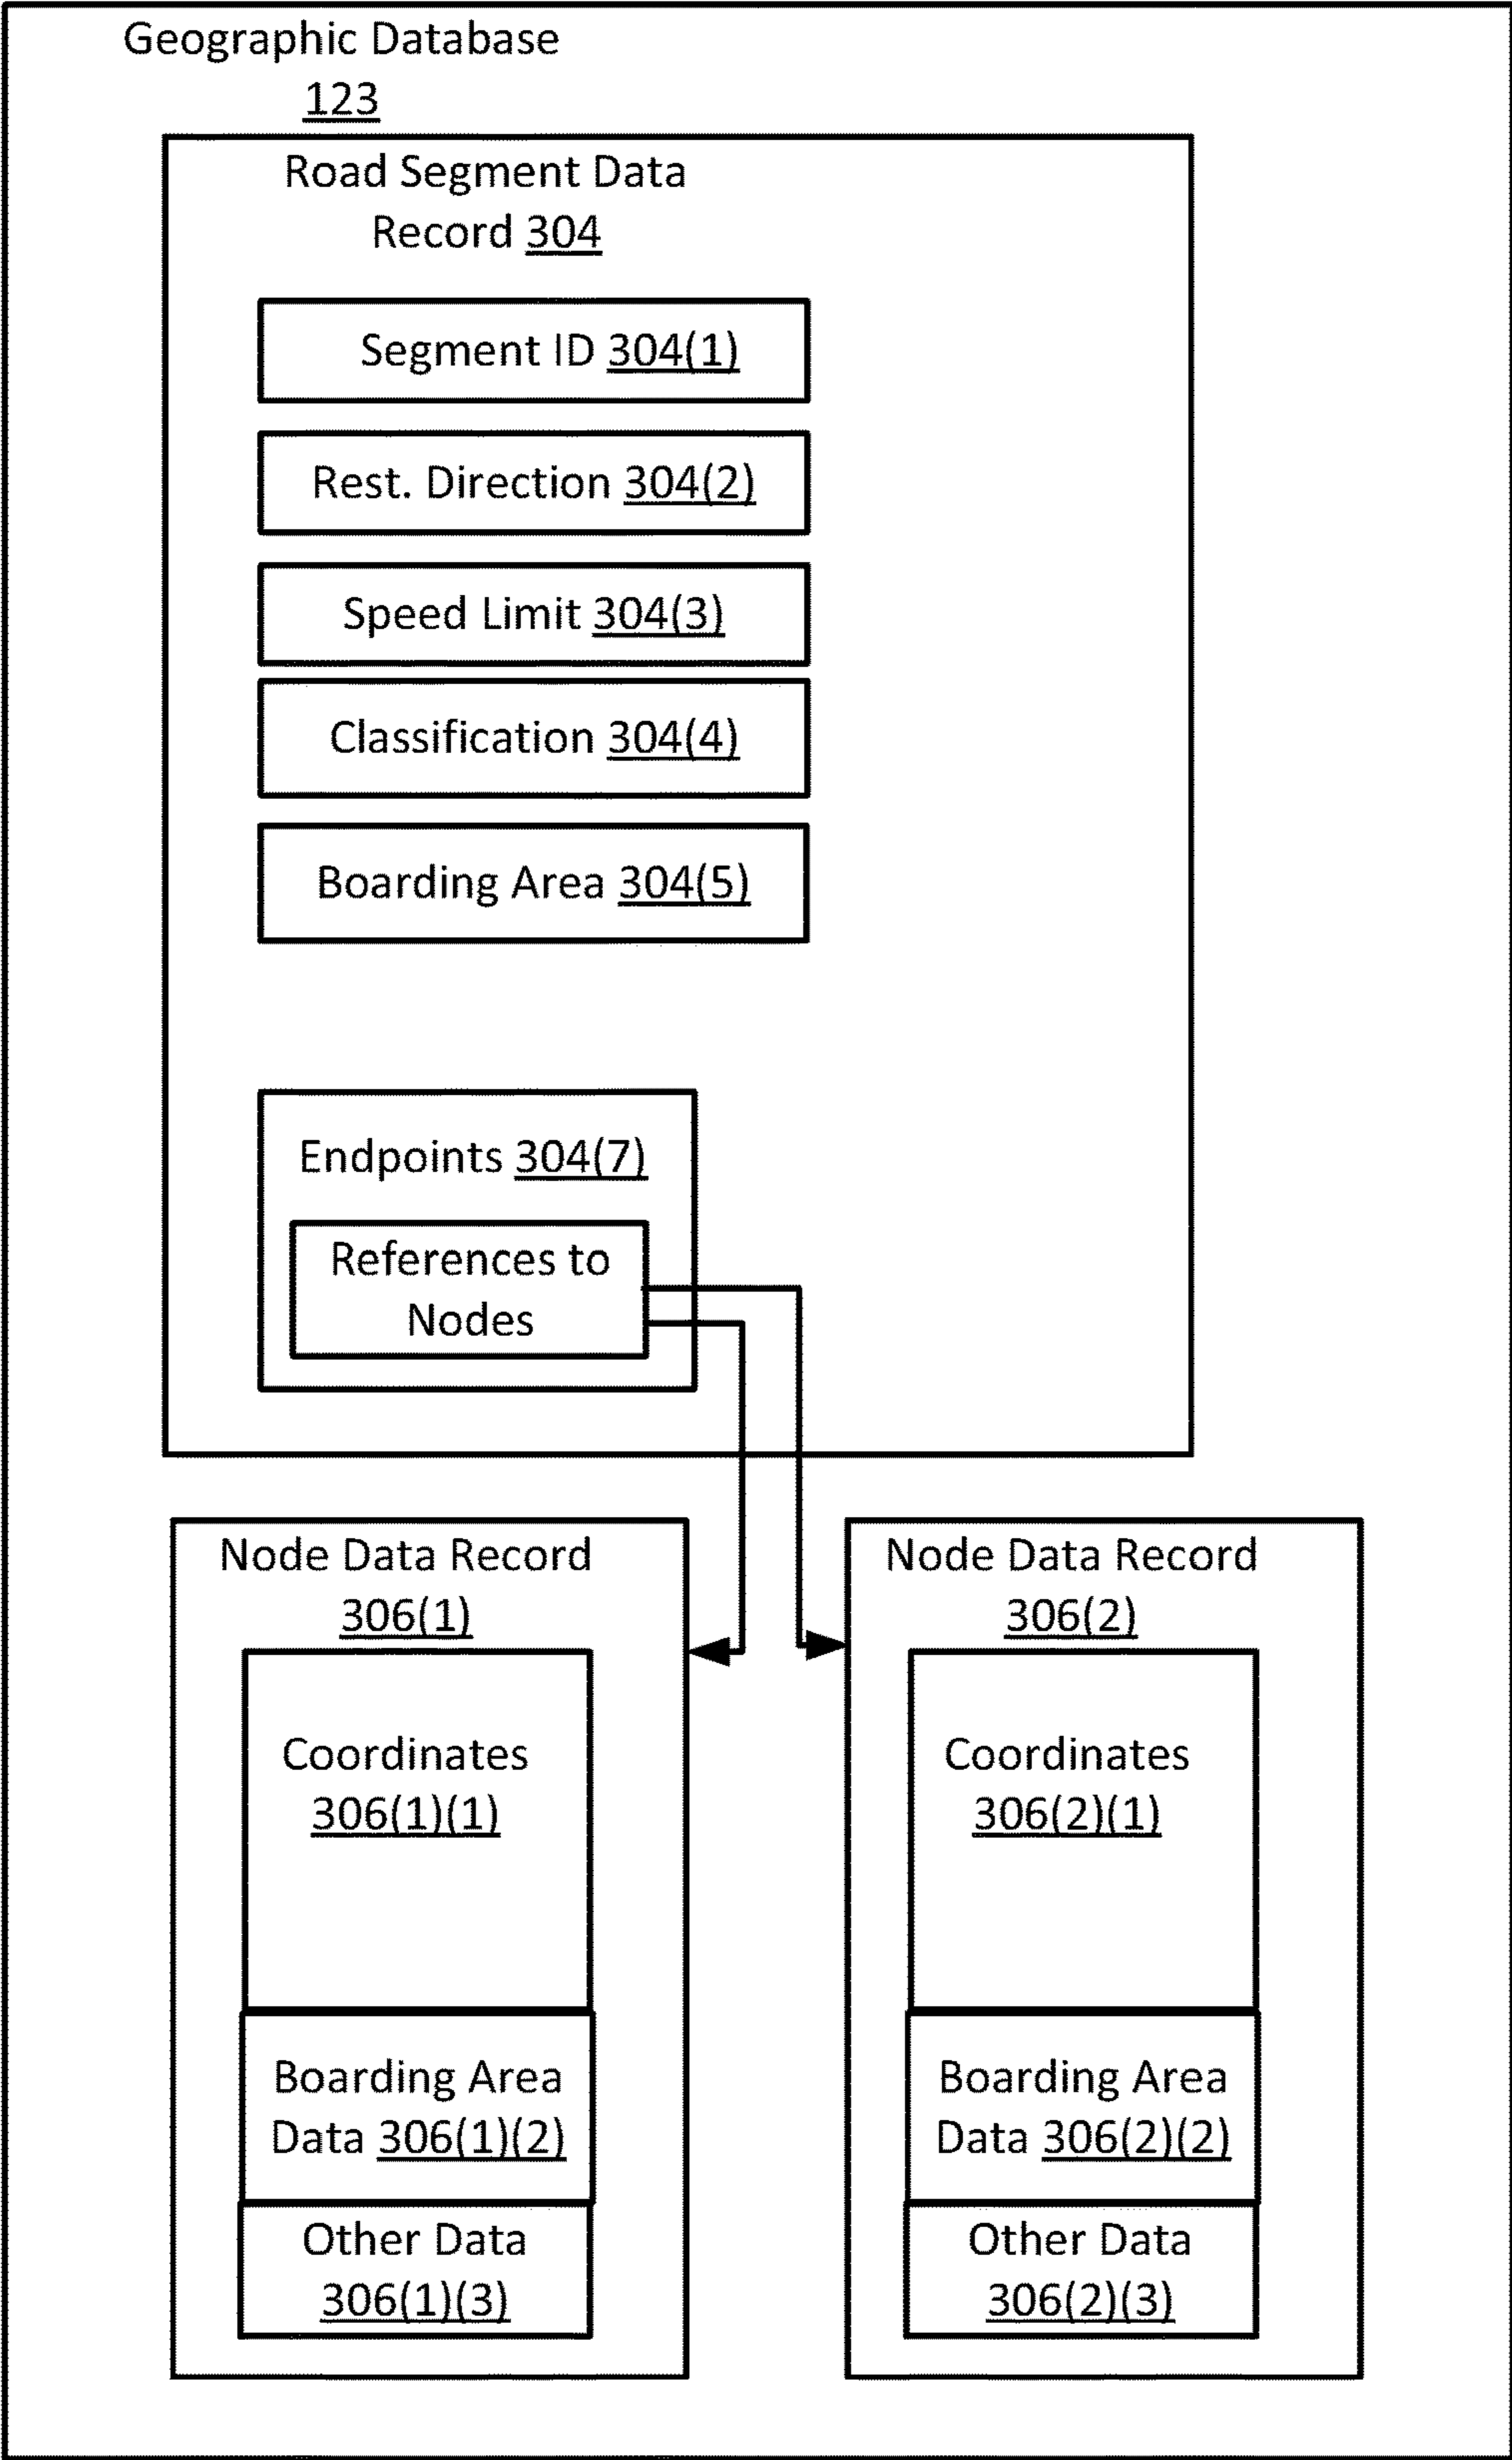 Geographic Database
123
Road Segment Data
Record 304
Segment ID 304(1)
Rest. Direction 304(2)
Speed Limit 304(3)
Classification 304(4)
Boarding Area 304(5)
Endpoints 304(7)
References to
Nodes
Node Data Record
306(1)
Coordinates
306(1)(1)
Boarding Area
Data 306(1)(2)
Other Data
306(1)(3)
Node Data Record
306(2)
Coordinates
306(2)(1)
Boarding Area
Data 306(2)(2)
Other Data
306(2)(3)